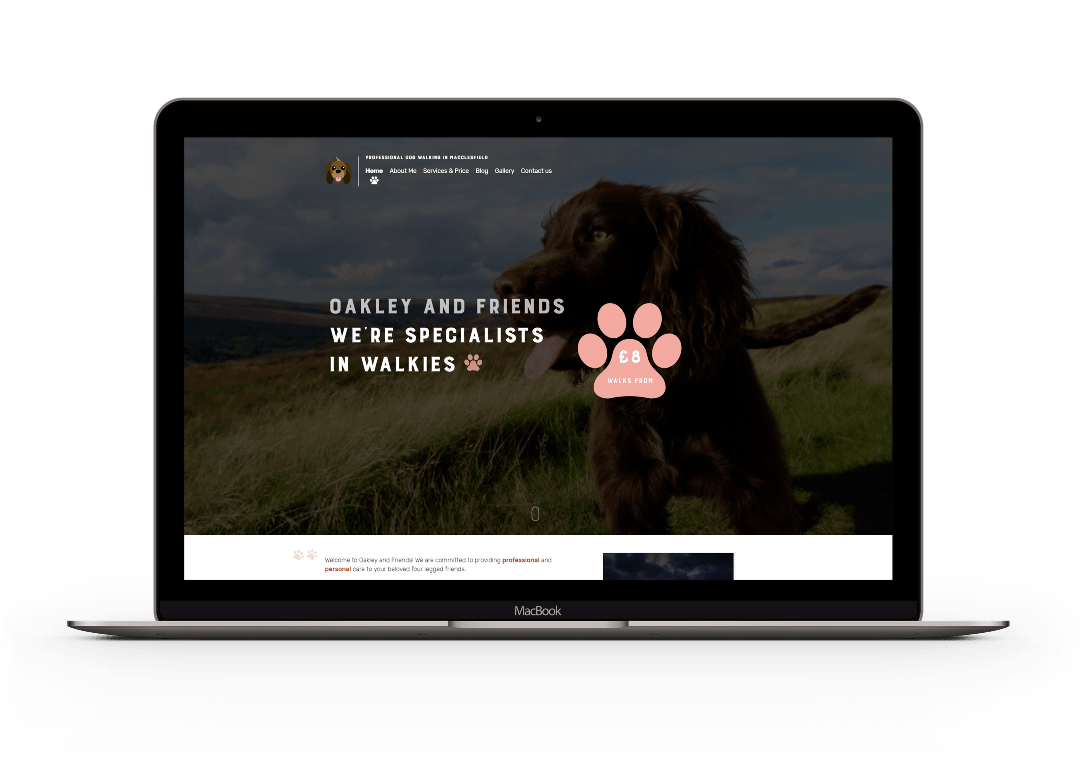 PROFESSIONAL DOG WALKING IN MACCLESFIELD
Home About Me Services & Price Blog Gallery Contact us
OAKLEY AND FRIENDS
WE'RE SPECIALISTS
IN WALKIES
£8
WALKS FROM
Welcome to Oakley and Friends! We are committed to providing professional and
personal care to your beloved four legged friends.
MacBook